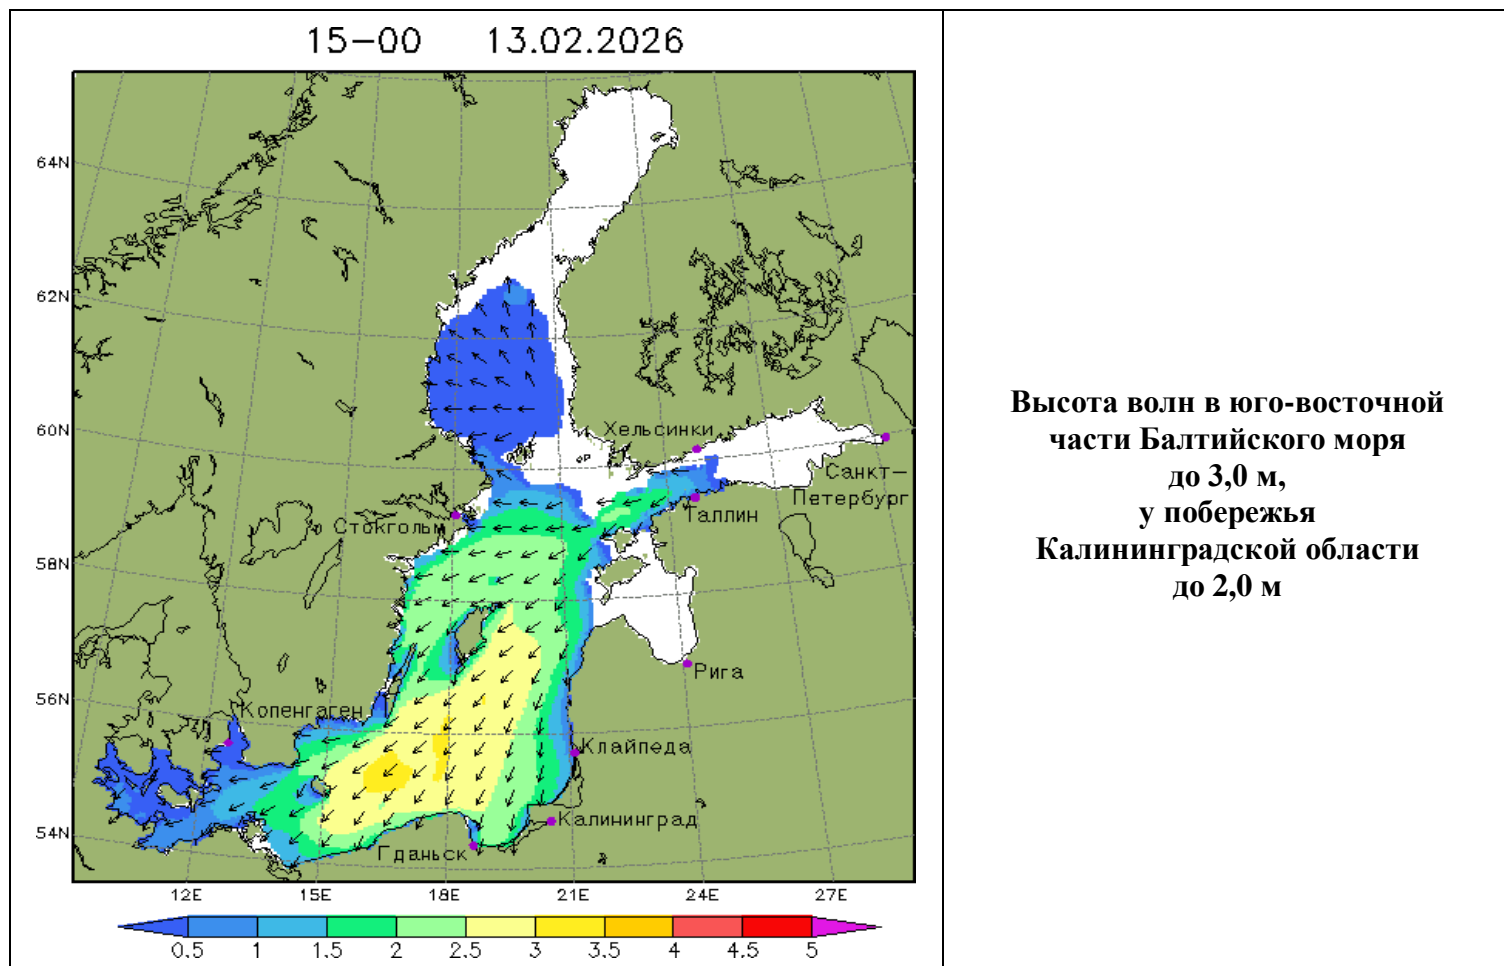 15-00 13.02.2026
64N
62N
60N
58N
56N
54N
Хельсинки
Санкт-
Петербург
Таллин
Стокгольм
Рига
Копенгаген
Клайпеда
Калининград
Гданьск
12E 15E 18E 21E 24E 27E
0.5 1 1.5 2 2.5 3 3.5 4 4.5 5
Высота волн в юго-восточной
части Балтийского моря
до 3,0 м,
у побережья
Калининградской области
до 2,0 м